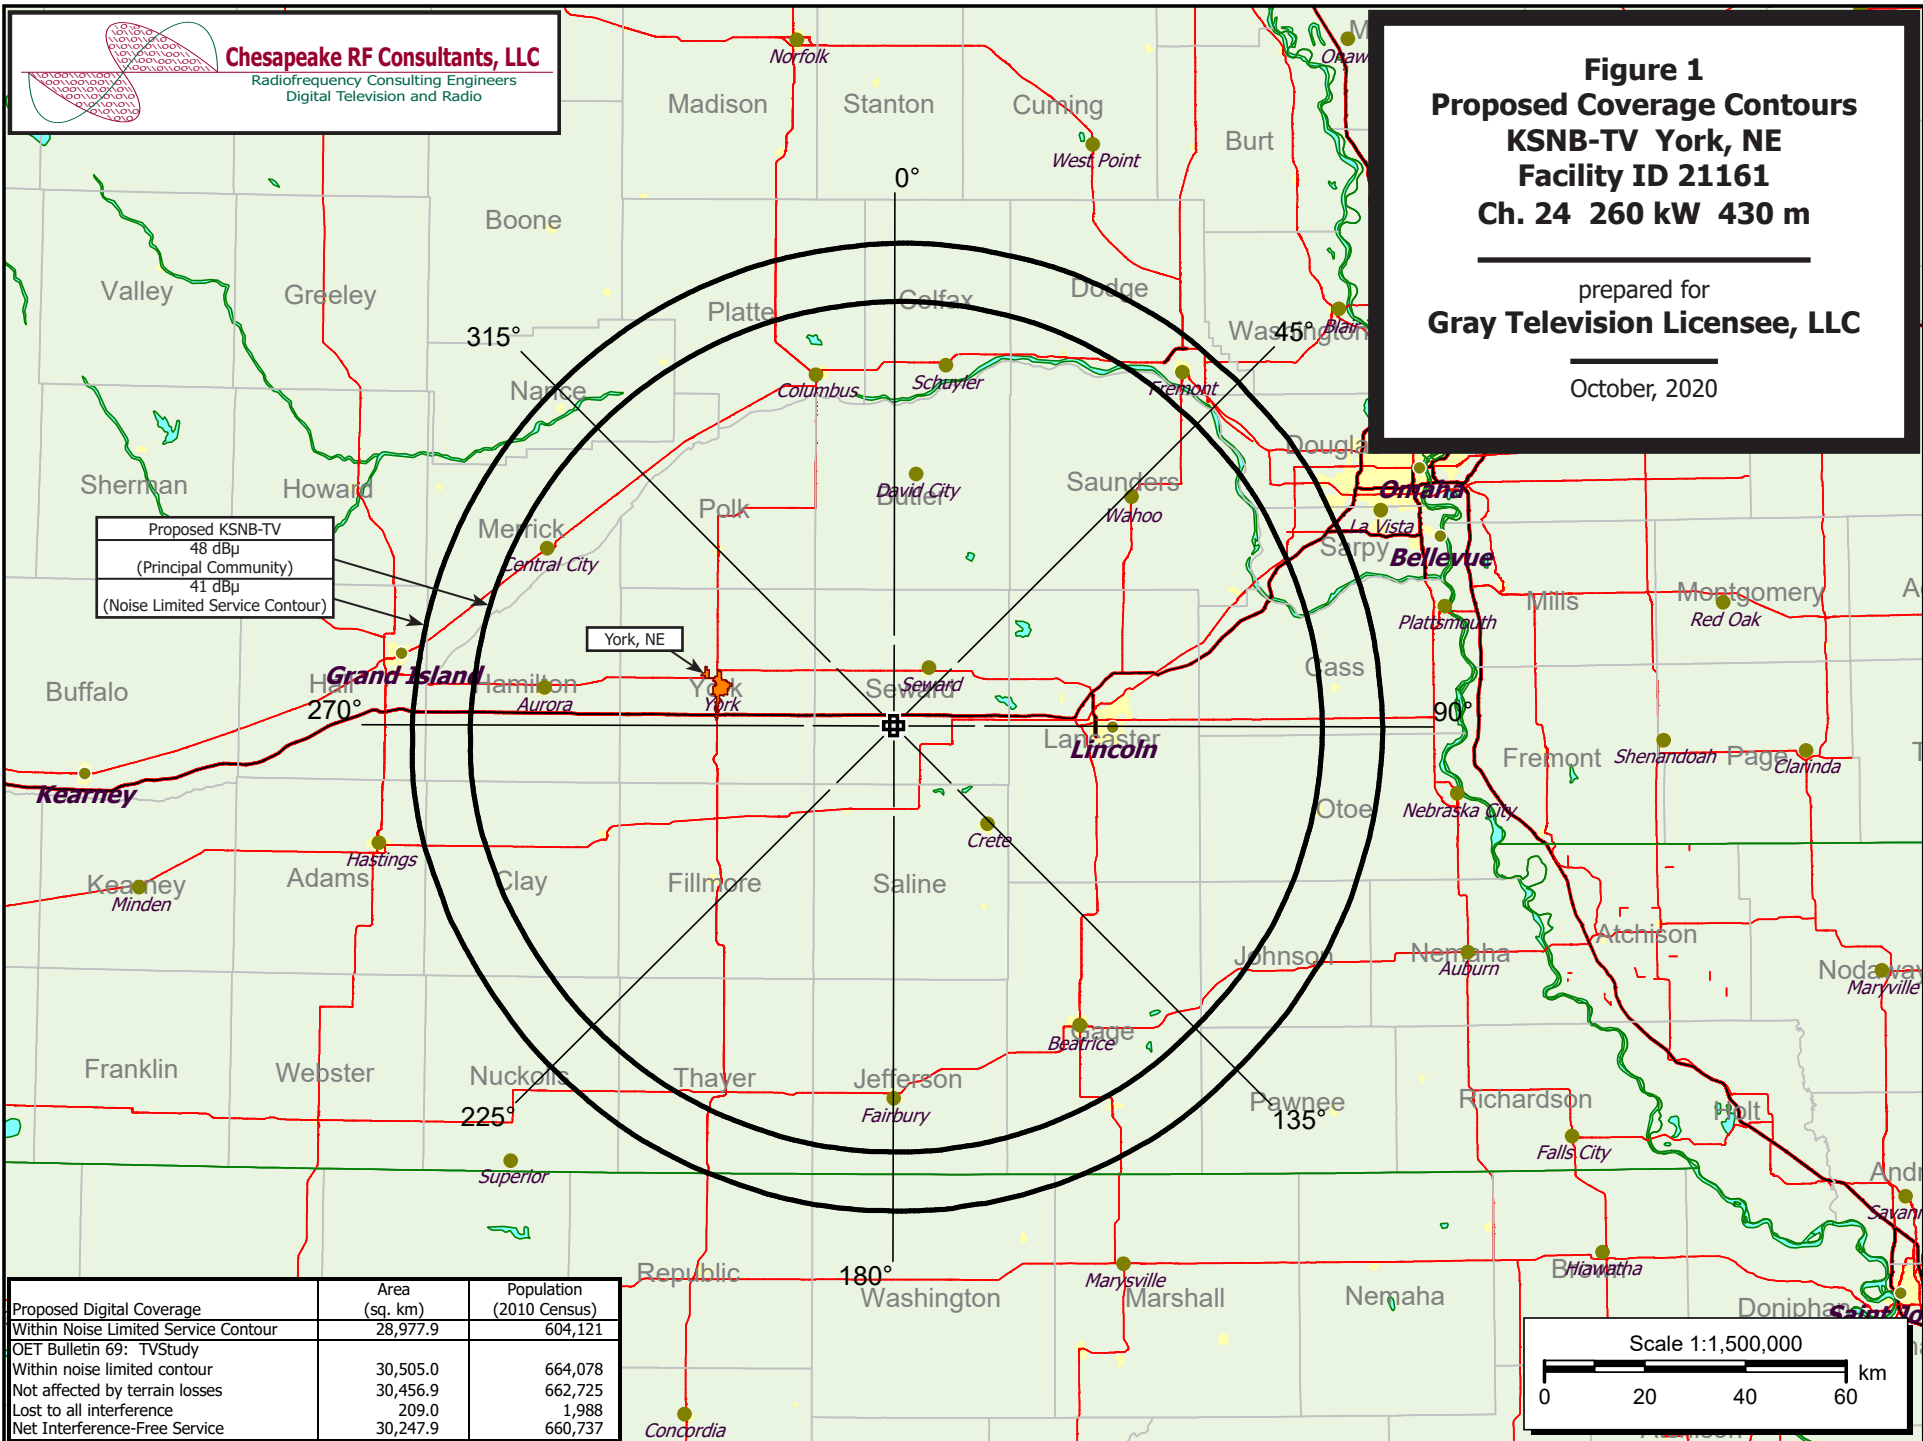 Chesapeake RF Consultants, LLC
Radiofrequency Consulting Engineers
Digital Television and Radio
Figure 1
Proposed Coverage Contours
KSNB-TV York, NE
Facility ID 21161
Ch. 24 260 kW 430 m
prepared for
Gray Television Licensee, LLC
October, 2020
Norfolk
Madison
Stanton
Cuming
West Point
Burt
Boone
0°
Valley
Greeley
Platte
Colfax
Dodge
Washington
Blair
315°
45°
Nance
Columbus
Schuyler
Fremont
Sherman
Howard
Merrick
Central City
Polk
David City
Butler
Saunders
Wahoo
Omaha
La Vista
Sarpy
Bellevue
Proposed KSNB-TV
48 dBµ
(Principal Community)
41 dBµ
(Noise Limited Service Contour)
York, NE
Plattsmouth
Mills
Montgomery
Red Oak
Buffalo
Hall
Grand Island
Hamilton
Aurora
York
York
Seward
Seward
Cass
270°
90°
Lancaster
Lincoln
Fremont
Shenandoah
Page
Clarinda
Kearney
Otoe
Nebraska City
Crete
Hastings
Kearney
Minden
Adams
Clay
Fillmore
Saline
Johnson
Nemaha
Auburn
Atchison
Nodaway
Maryville
Gage
Beatrice
Franklin
Webster
Nuckolls
Thayer
Jefferson
Fairbury
Pawnee
Richardson
Holt
225°
135°
Superior
Falls City
Republic
180°
Washington
Marysville
Marshall
Nemaha
Brown
Hiawatha
Doniphan
Concordia
Proposed Digital Coverage Area (sq. km) Population (2010 Census)
Within Noise Limited Service Contour 28,977.9 604,121
OET Bulletin 69: TVStudy
Within noise limited contour 30,505.0 664,078
Not affected by terrain losses 30,456.9 662,725
Lost to all interference 209.0 1,988
Net Interference-Free Service 30,247.9 660,737
Scale 1:1,500,000
km
0 20 40 60